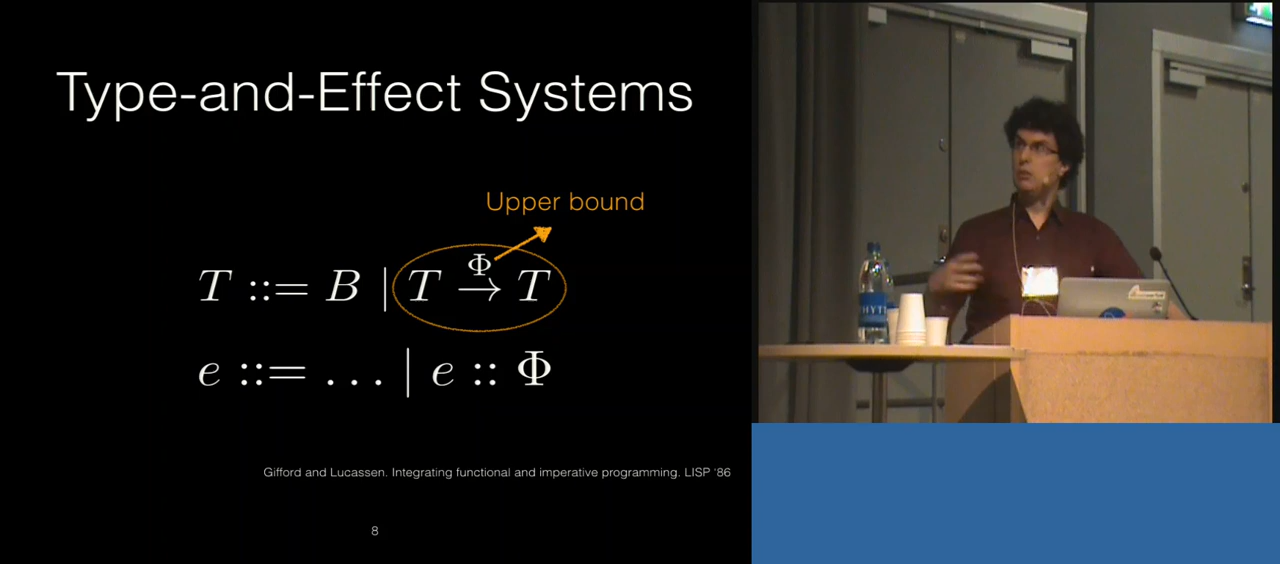 Type-and-Effect Systems
Upper bound
T ::= B | T →^Φ T
e ::= ... | e :: Φ
Gifford and Lucassen. Integrating functional and imperative programming. LISP '86
8